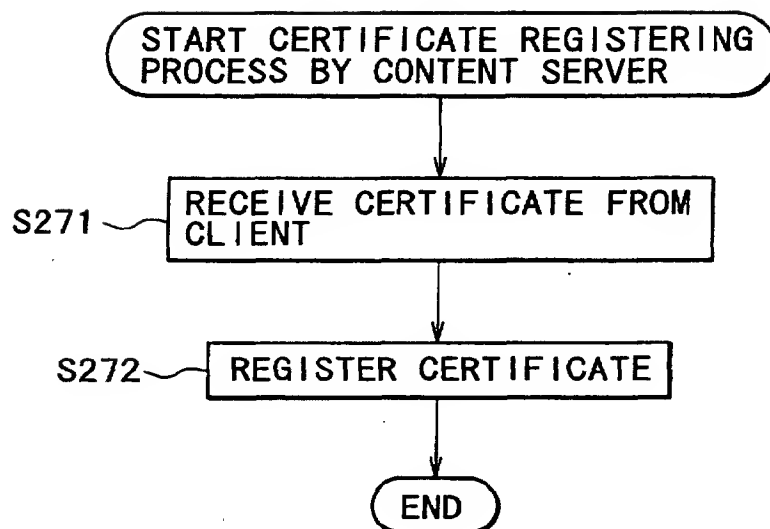 START CERTIFICATE REGISTERING
PROCESS BY CONTENT SERVER
S271
RECEIVE CERTIFICATE FROM
CLIENT
S272
REGISTER CERTIFICATE
END